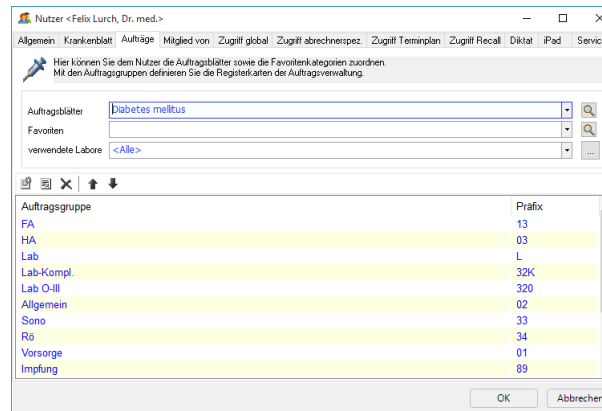 Nutzer <Felix Lurch, Dr. med.>
Allgemein Krankenblatt Aufträge Mitglied von Zugriff global Zugriff abrechnerspez. Zugriff Terminplan Zugriff Recall Diktat iPad Servic
Hier können Sie dem Nutzer die Auftragsblätter sowie die Favoritenkategorien zuordnen.
Mit den Auftragsgruppen definieren Sie die Registerkarten der Auftragsverwaltung.
Auftragsblätter Diabetes mellitus
Favoriten
verwendete Labore <Alle> ...
Auftragsgruppe Präfix
FA 13
HA 03
Lab L
Lab-Kompl. 32K
Lab O-III 320
Allgemein 02
Sono 33
Rö 34
Vorsorge 01
Impfung 89
OK Abbrechen